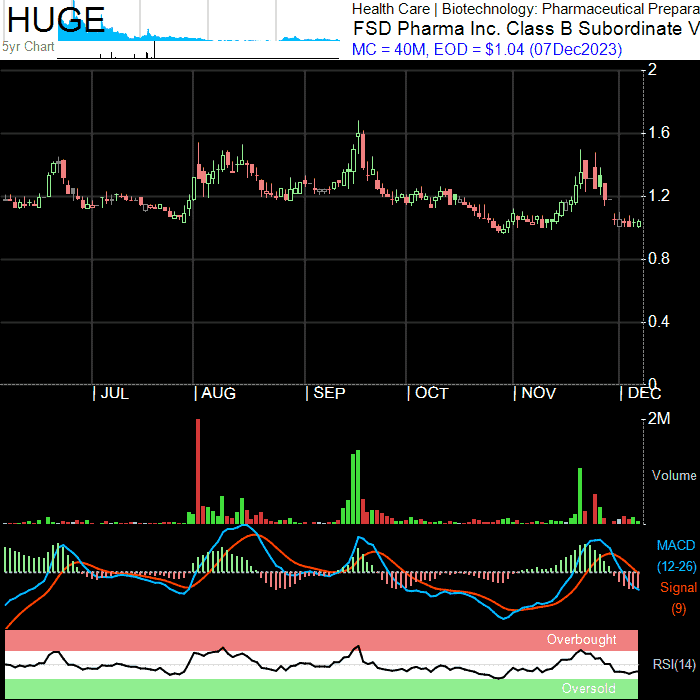 HUGE
5yr Chart
Health Care | Biotechnology: Pharmaceutical Prepara
FSD Pharma Inc. Class B Subordinate V
MC = 40M, EOD = $1.04 (07Dec2023)
2
1.6
1.2
0.8
0.4
0
| JUL | AUG | SEP | OCT | NOV | DEC
2M
Volume
MACD
(12-26)
Signal
(9)
Overbought
RSI(14)
Oversold